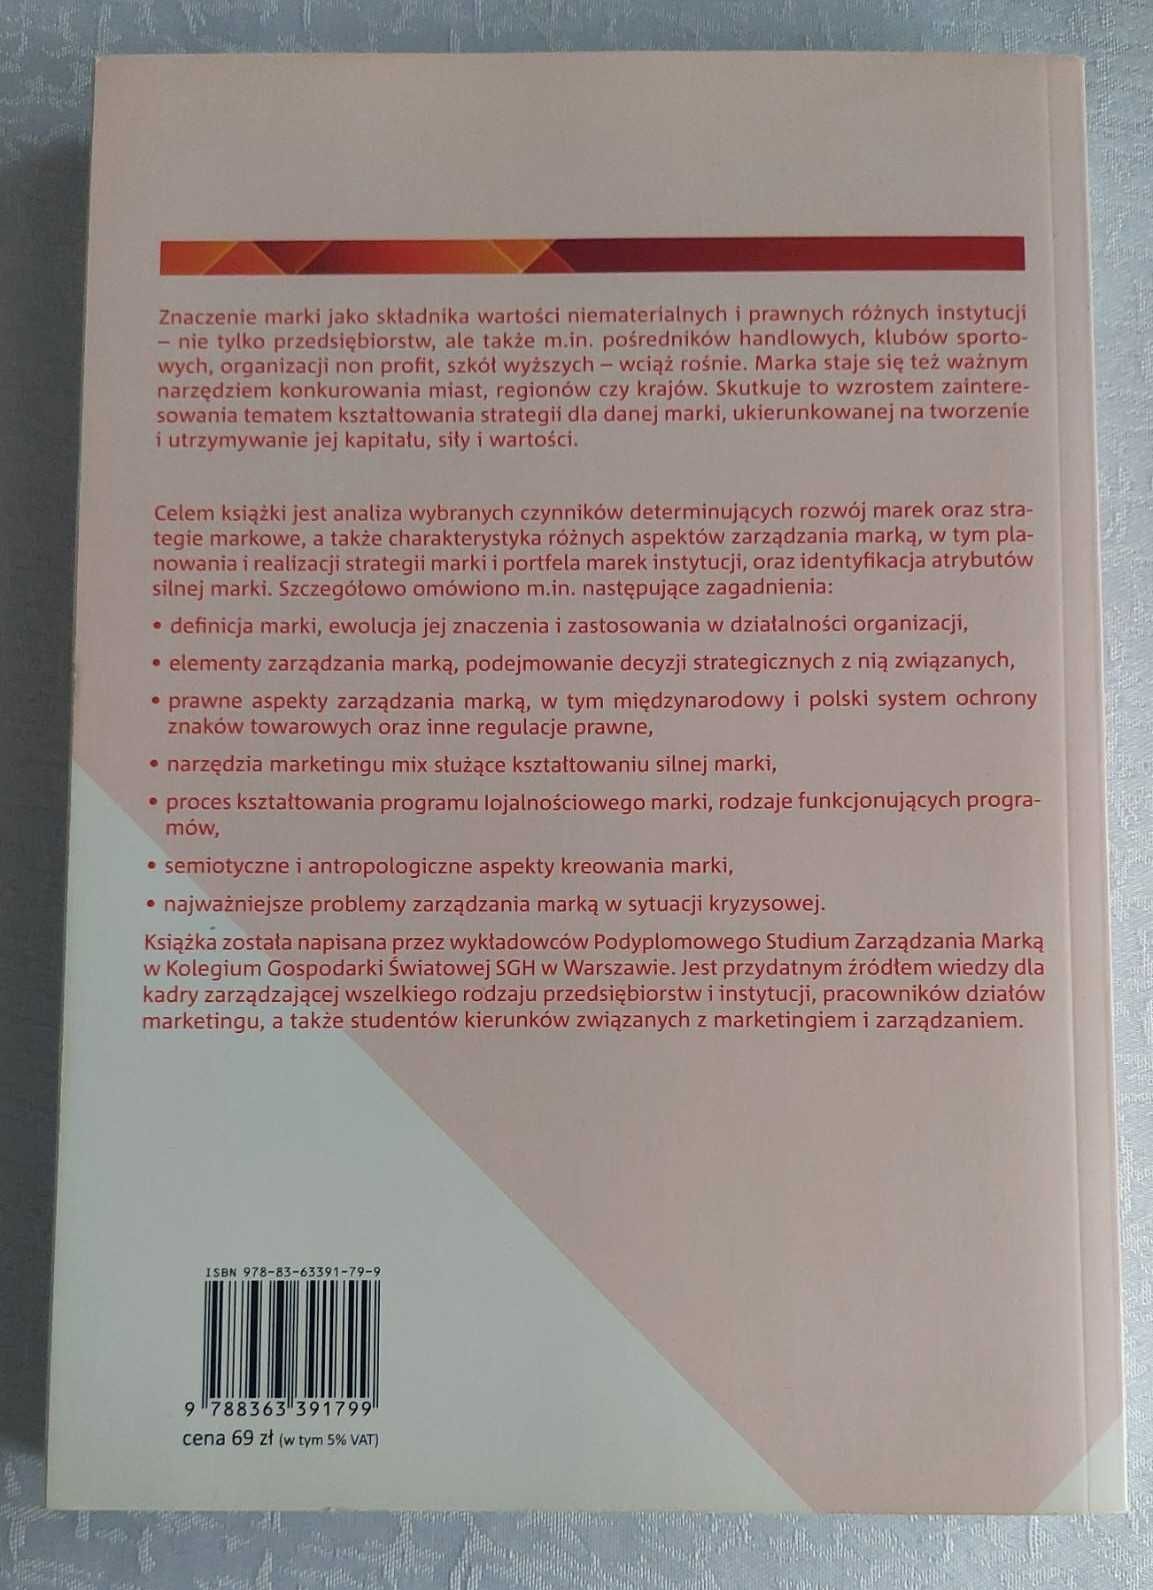 Znaczenie marki jako składnika wartości niematerialnych i prawnych różnych instytucji
– nie tylko przedsiębiorstw, ale także m.in. pośredników handlowych, klubów sporto-
wych, organizacji non profit, szkół wyższych – wciąż rośnie. Marka staje się też ważnym
narzędziem konkurowania miast, regionów czy krajów. Skutkuje to wzrostem zaintere-
sowania tematem kształtowania strategii dla danej marki, ukierunkowanej na tworzenie
i utrzymywanie jej kapitału, siły i wartości.
Celem książki jest analiza wybranych czynników determinujących rozwój marek oraz stra-
tegie markowe, a także charakterystyka różnych aspektów zarządzania marką, w tym pla-
nowania i realizacji strategii marki i portfela marek instytucji, oraz identyfikacja atrybutów
silnej marki. Szczegółowo omówiono m.in. następujące zagadnienia:
• definicja marki, ewolucja jej znaczenia i zastosowania w działalności organizacji,
• elementy zarządzania marką, podejmowanie decyzji strategicznych z nią związanych,
• prawne aspekty zarządzania marką, w tym międzynarodowy i polski system ochrony
znaków towarowych oraz inne regulacje prawne,
• narzędzia marketingu mix służące kształtowaniu silnej marki,
• proces kształtowania programu lojalnościowego marki, rodzaje funkcjonujących progra-
mów,
• semiotyczne i antropologiczne aspekty kreowania marki,
• najważniejsze problemy zarządzania marką w sytuacji kryzysowej.
Książka została napisana przez wykładowców Podyplomowego Studium Zarządzania Marką
w Kolegium Gospodarki Światowej SGH w Warszawie. Jest przydatnym źródłem wiedzy dla
kadry zarządzającej wszelkiego rodzaju przedsiębiorstw i instytucji, pracowników działów
marketingu, a także studentów kierunków związanych z marketingiem i zarządzaniem.
ISBN 978-83-63391-79-9
9 788363 391799
cena 69 zł (w tym 5% VAT)